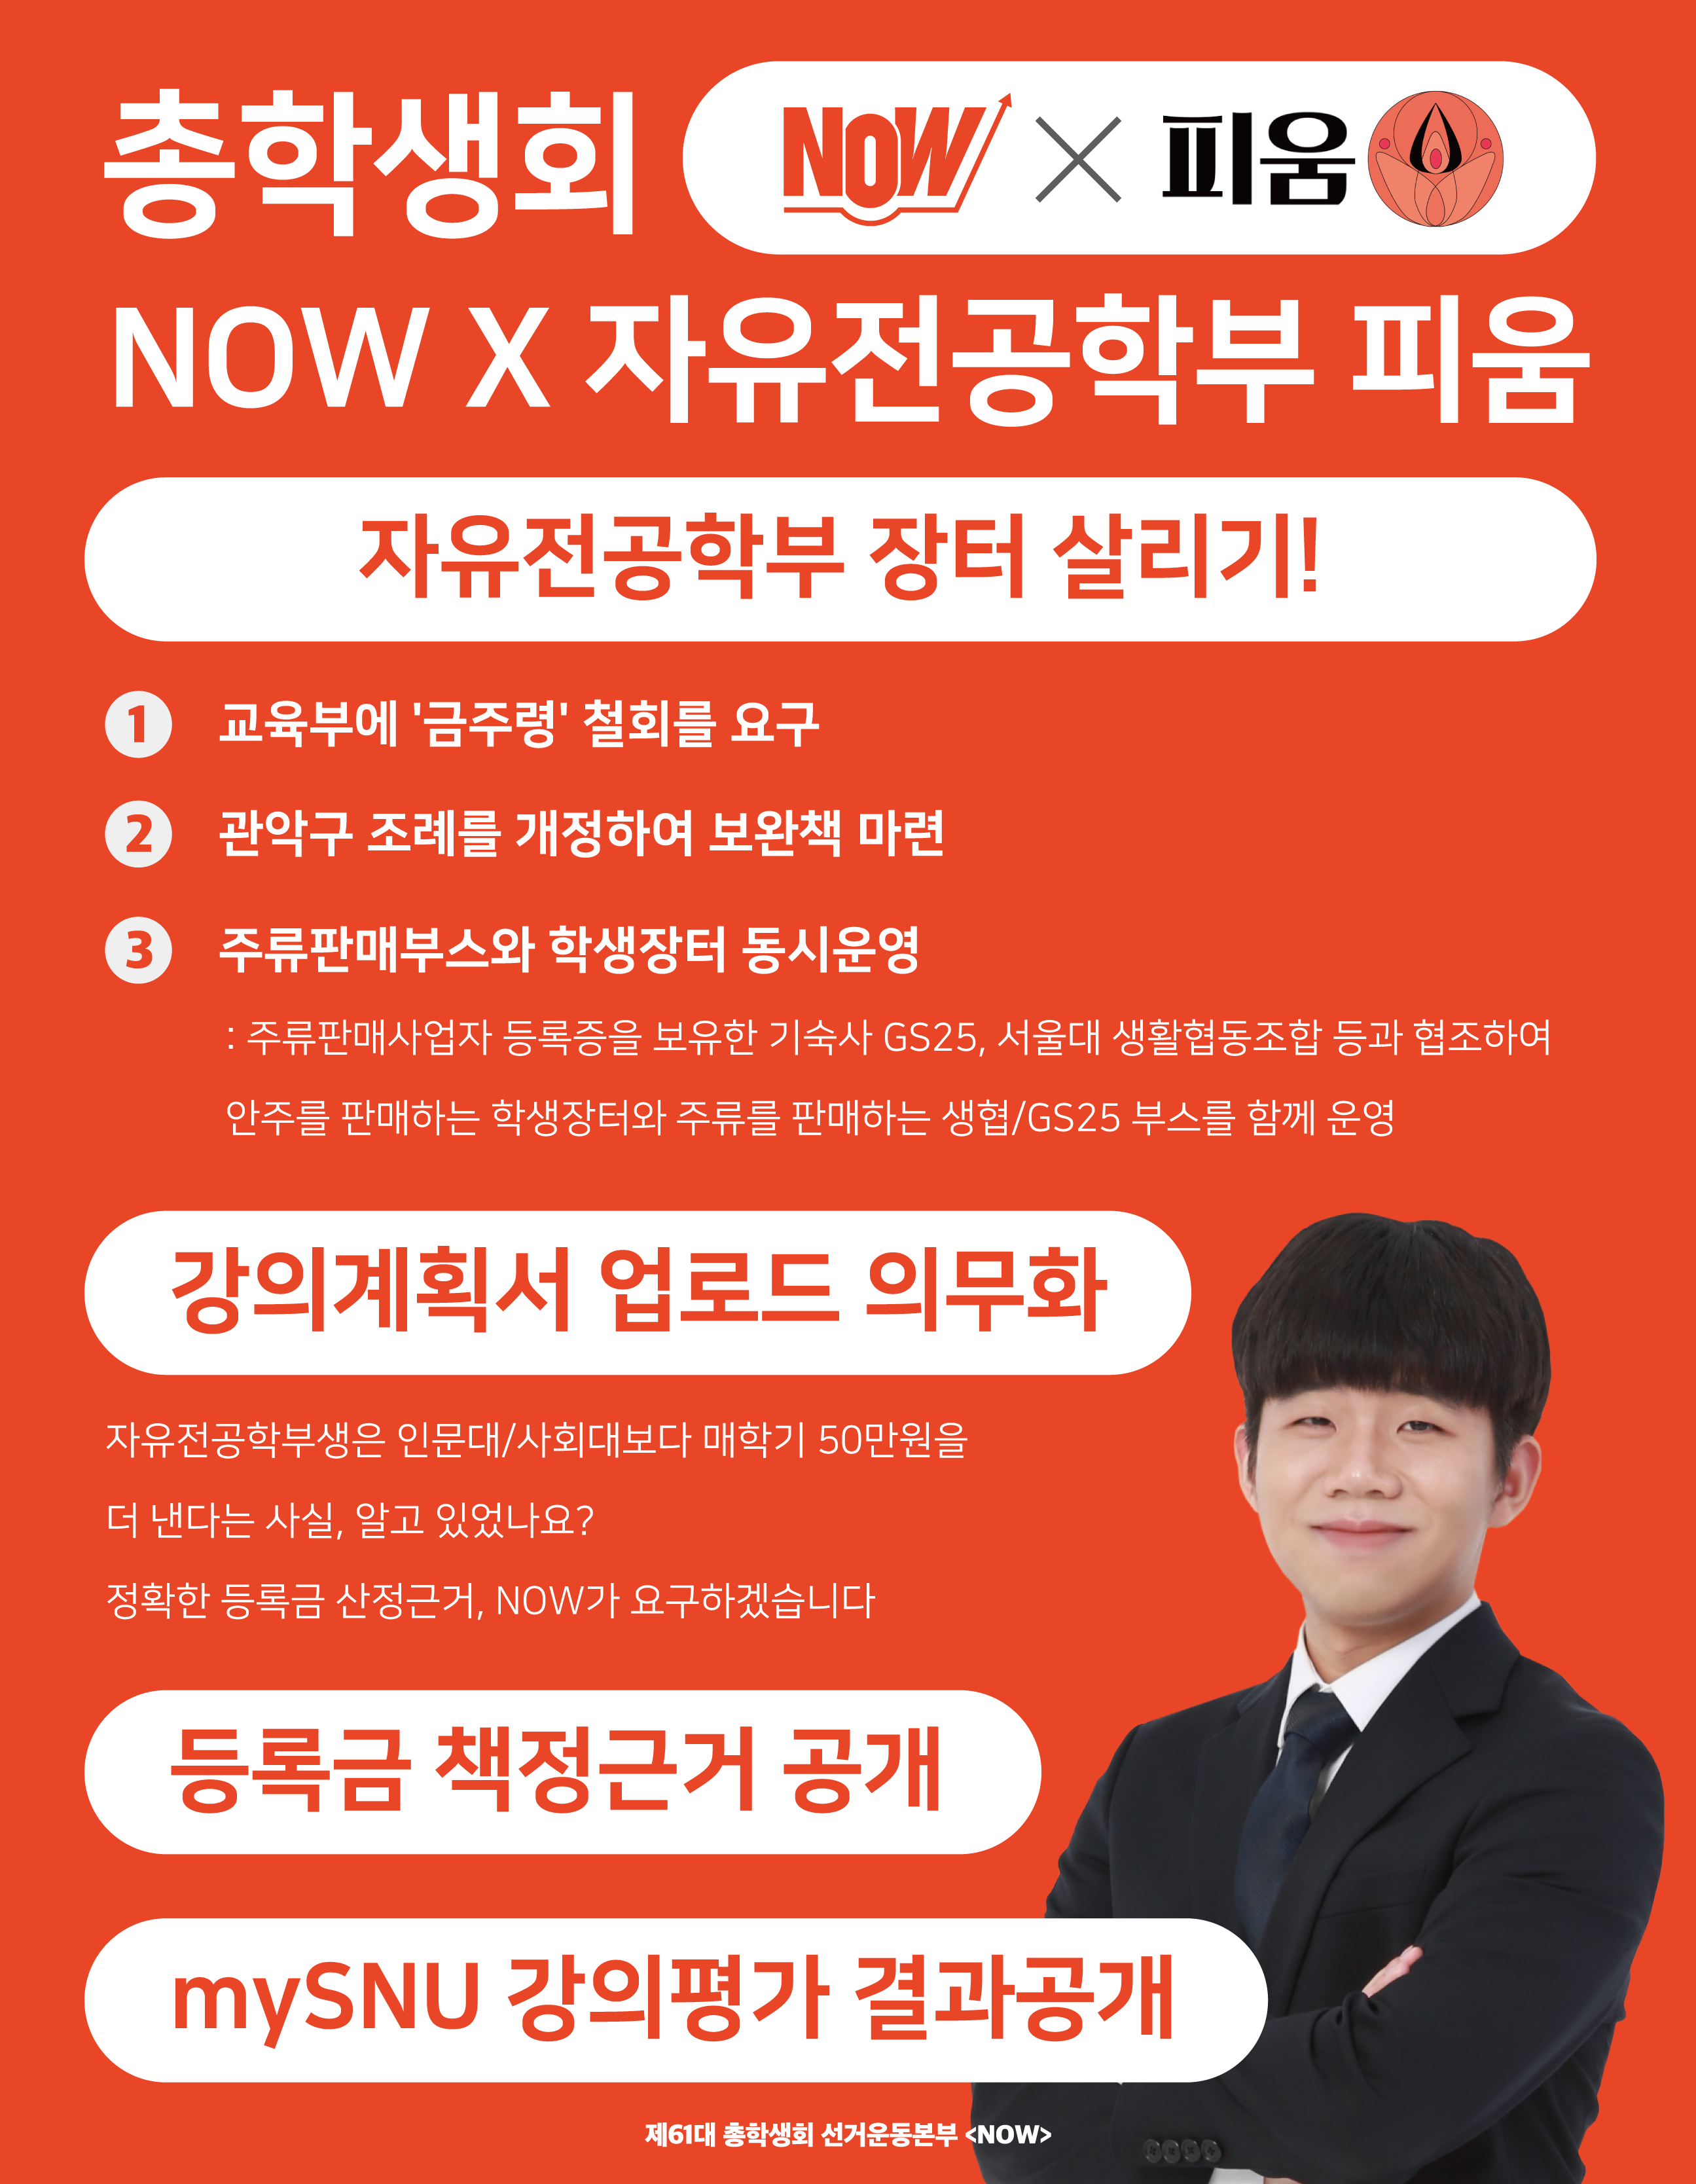 총학생회 NOW × 피움
NOW X 자유전공학부 피움
자유전공학부 장터 살리기!
1 교육부에 '금주령' 철회를 요구
2 관악구 조례를 개정하여 보완책 마련
3 주류판매부스와 학생장터 동시운영
: 주류판매사업자 등록증을 보유한 기숙사 GS25, 서울대 생활협동조합 등과 협조하여
안주를 판매하는 학생장터와 주류를 판매하는 생협/GS25 부스를 함께 운영
강의계획서 업로드 의무화
자유전공학부생은 인문대/사회대보다 매학기 50만원을
더 낸다는 사실, 알고 있었나요?
정확한 등록금 산정근거, NOW가 요구하겠습니다
등록금 책정근거 공개
mySNU 강의평가 결과공개
제61대 총학생회 선거운동본부 <NOW>